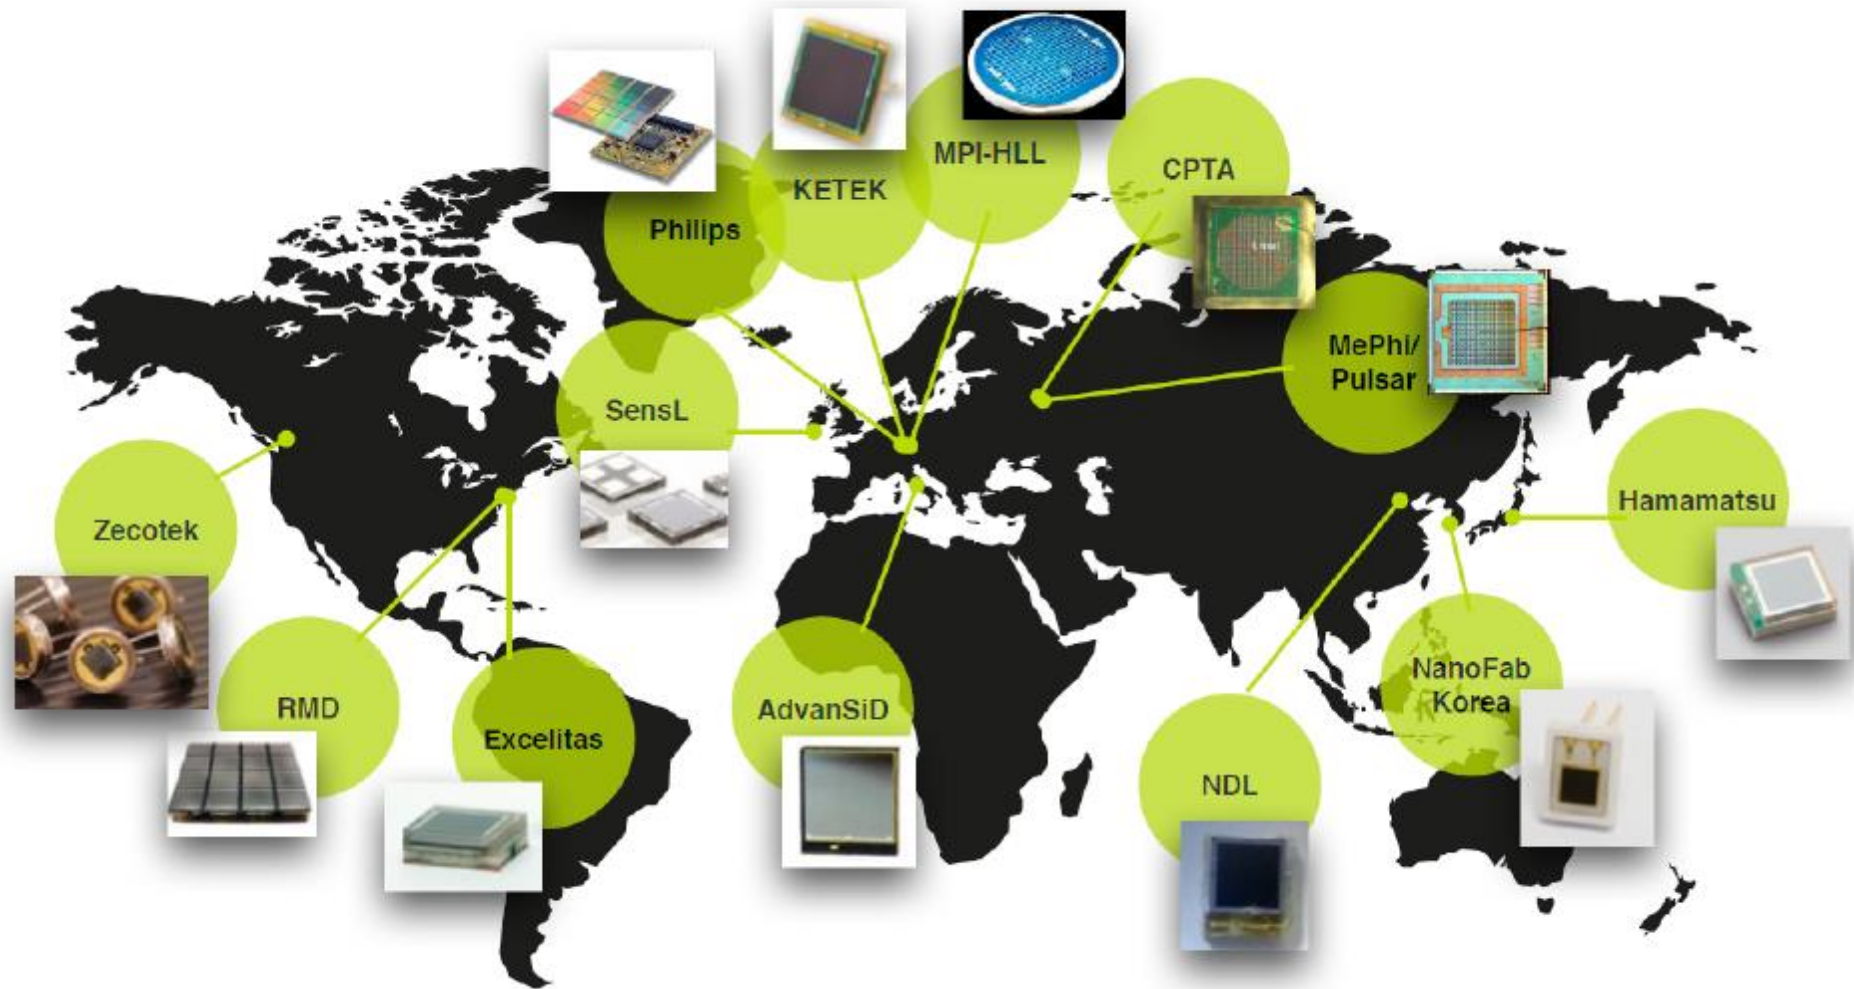 MPI-HLL
CPTA
KETEK
Philips
MePhi/
Pulsar
SensL
Hamamatsu
Zecotek
NanoFab
Korea
RMD
AdvanSiD
Excelitas
NDL